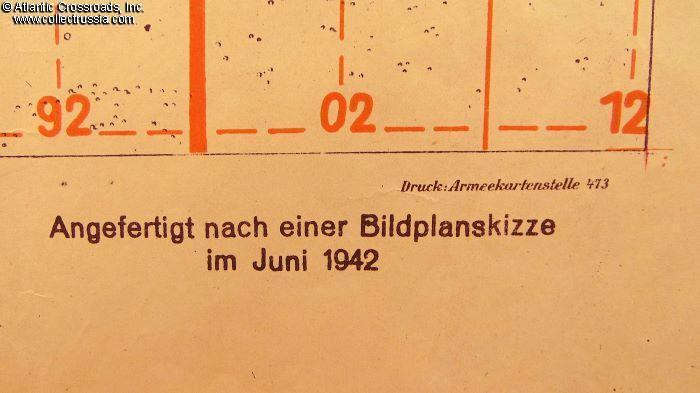 © Atlantic Crossroads, Inc.
www.collectrussia.com
92 02 12
Druck: Armeekartenstelle 473
Angefertigt nach einer Bildplanskizze
im Juni 1942